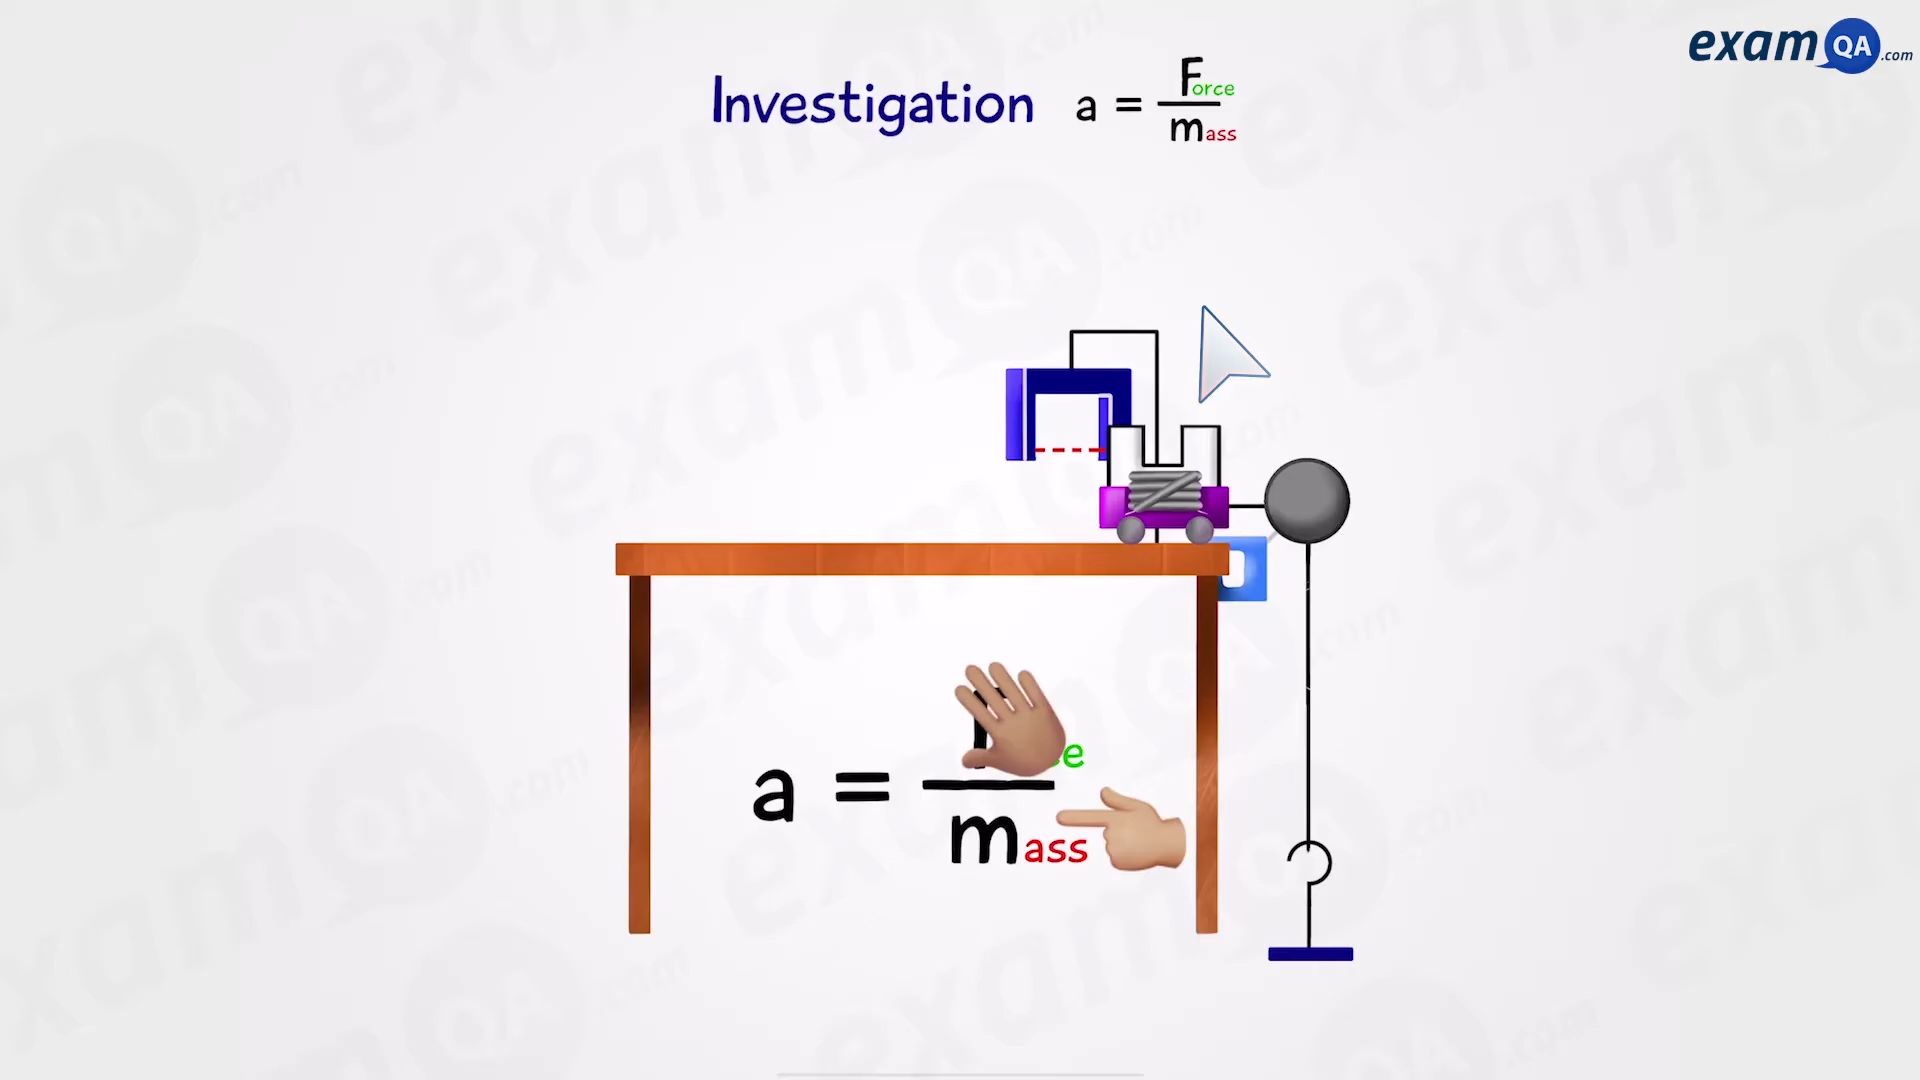 examQA.com
Investigation a = Force/mass
a = e/mass